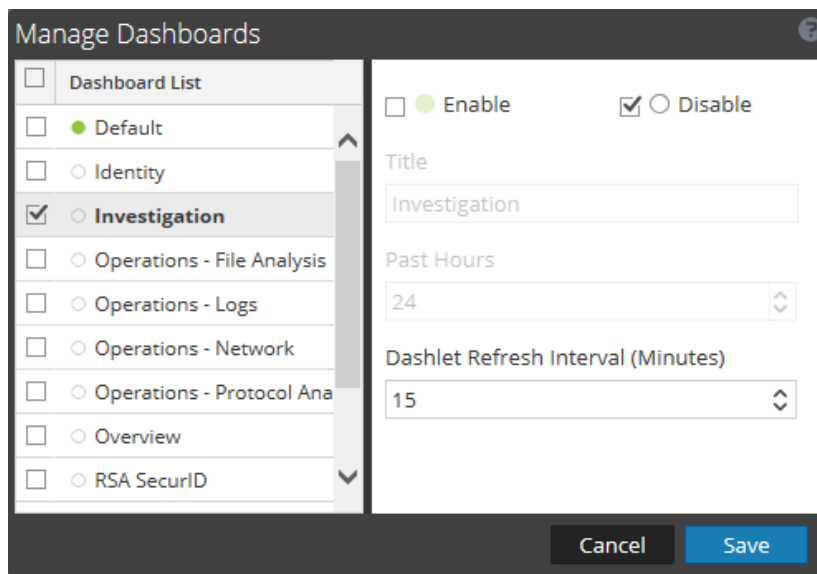 Manage Dashboards
?
Dashboard List
Default
Identity
Investigation
Operations - File Analysis
Operations - Logs
Operations - Network
Operations - Protocol Ana
Overview
RSA SecurID
Enable
Disable
Title
Investigation
Past Hours
24
Dashlet Refresh Interval (Minutes)
15
Cancel
Save